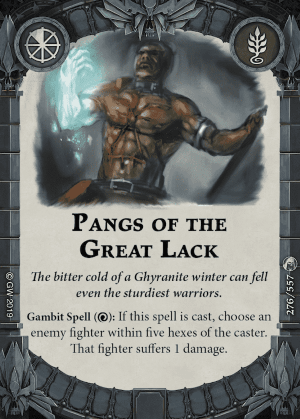 PANGS OF THE
GREAT LACK
The bitter cold of a Ghyranite winter can fell
even the sturdiest warriors.
Gambit Spell (): If this spell is cast, choose an
enemy fighter within five hexes of the caster.
That fighter suffers 1 damage.
© GW 2019
276/557